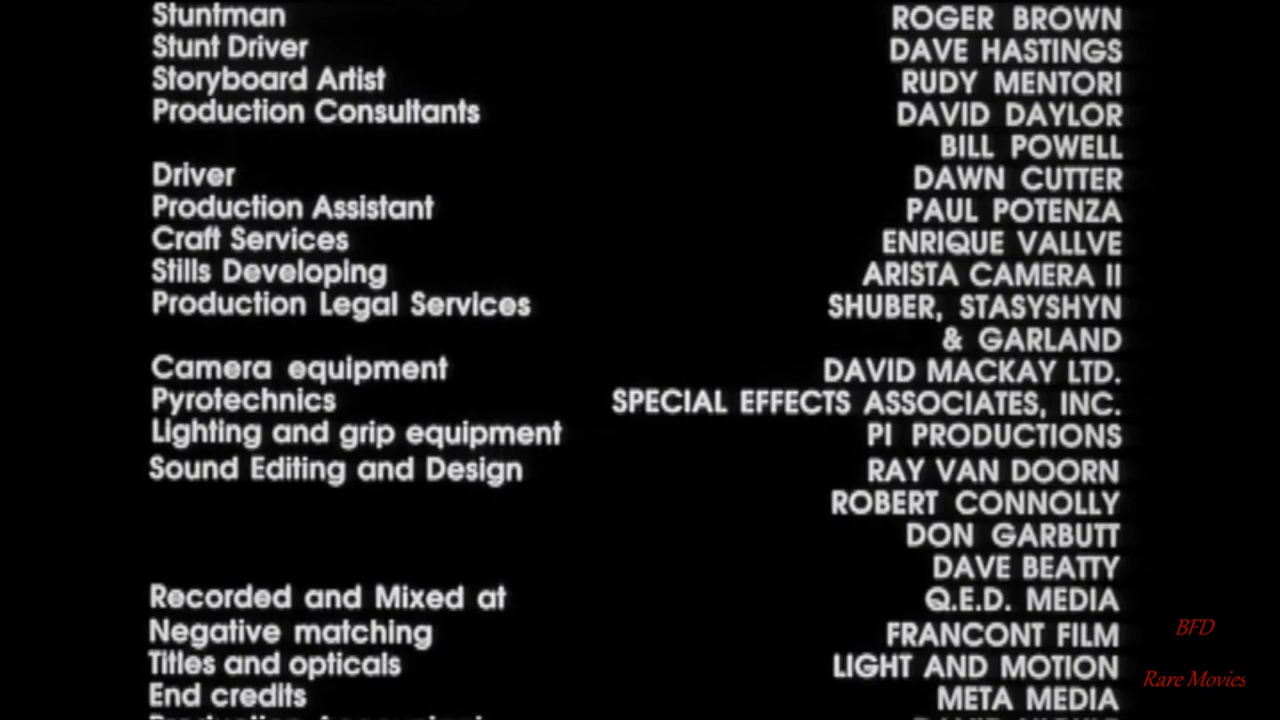 Stuntman ROGER BROWN
Stunt Driver DAVE HASTINGS
Storyboard Artist RUDY MENTORI
Production Consultants DAVID DAYLOR
BILL POWELL
Driver DAWN CUTTER
Production Assistant PAUL POTENZA
Craft Services ENRIQUE VALLVE
Stills Developing ARISTA CAMERA II
Production Legal Services SHUBER, STASYSHYN
& GARLAND
Camera equipment DAVID MACKAY LTD.
Pyrotechnics SPECIAL EFFECTS ASSOCIATES, INC.
Lighting and grip equipment PI PRODUCTIONS
Sound Editing and Design RAY VAN DOORN
ROBERT CONNOLLY
DON GARBUTT
DAVE BEATTY
Recorded and Mixed at Q.E.D. MEDIA
Negative matching FRANCONT FILM
Titles and opticals LIGHT AND MOTION
End credits META MEDIA
BFD
Rare Movies